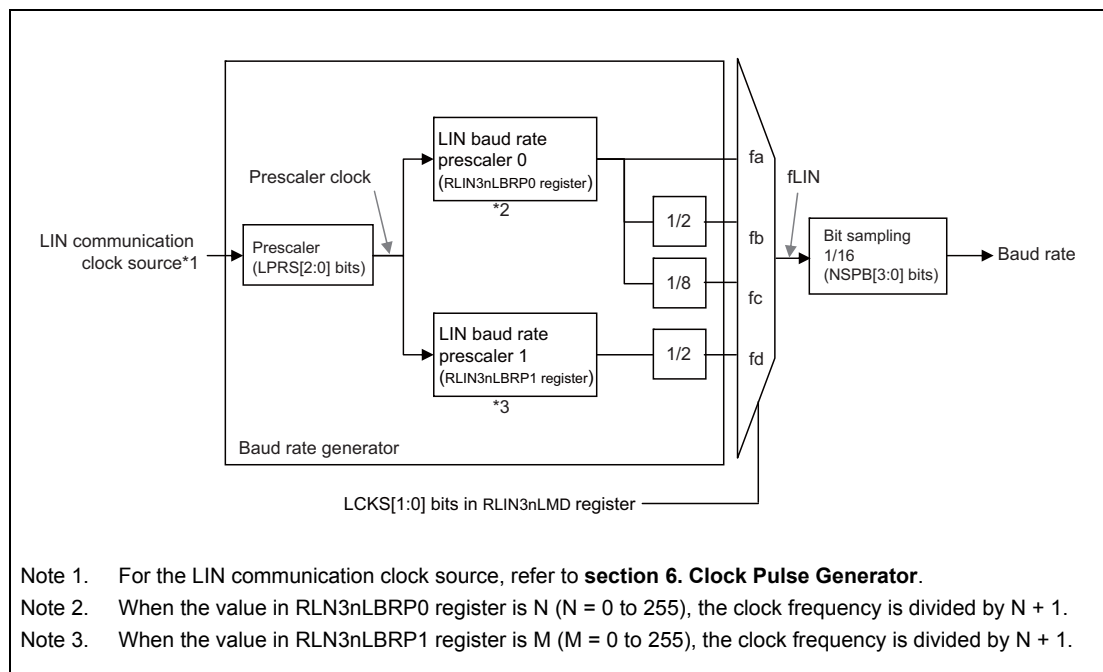 LIN baud rate
prescaler 0
(RLIN3nLBRP0 register)
*2
fa
Prescaler clock
fLIN
1/2
fb
LIN communication
clock source*1
Prescaler
(LPRS[2:0] bits)
Bit sampling
1/16
(NSPB[3:0] bits)
Baud rate
1/8
fc
LIN baud rate
prescaler 1
(RLIN3nLBRP1 register)
*3
1/2
fd
Baud rate generator
LCKS[1:0] bits in RLIN3nLMD register
Note 1. For the LIN communication clock source, refer to section 6. Clock Pulse Generator.
Note 2. When the value in RLN3nLBRP0 register is N (N = 0 to 255), the clock frequency is divided by N + 1.
Note 3. When the value in RLN3nLBRP1 register is M (M = 0 to 255), the clock frequency is divided by N + 1.